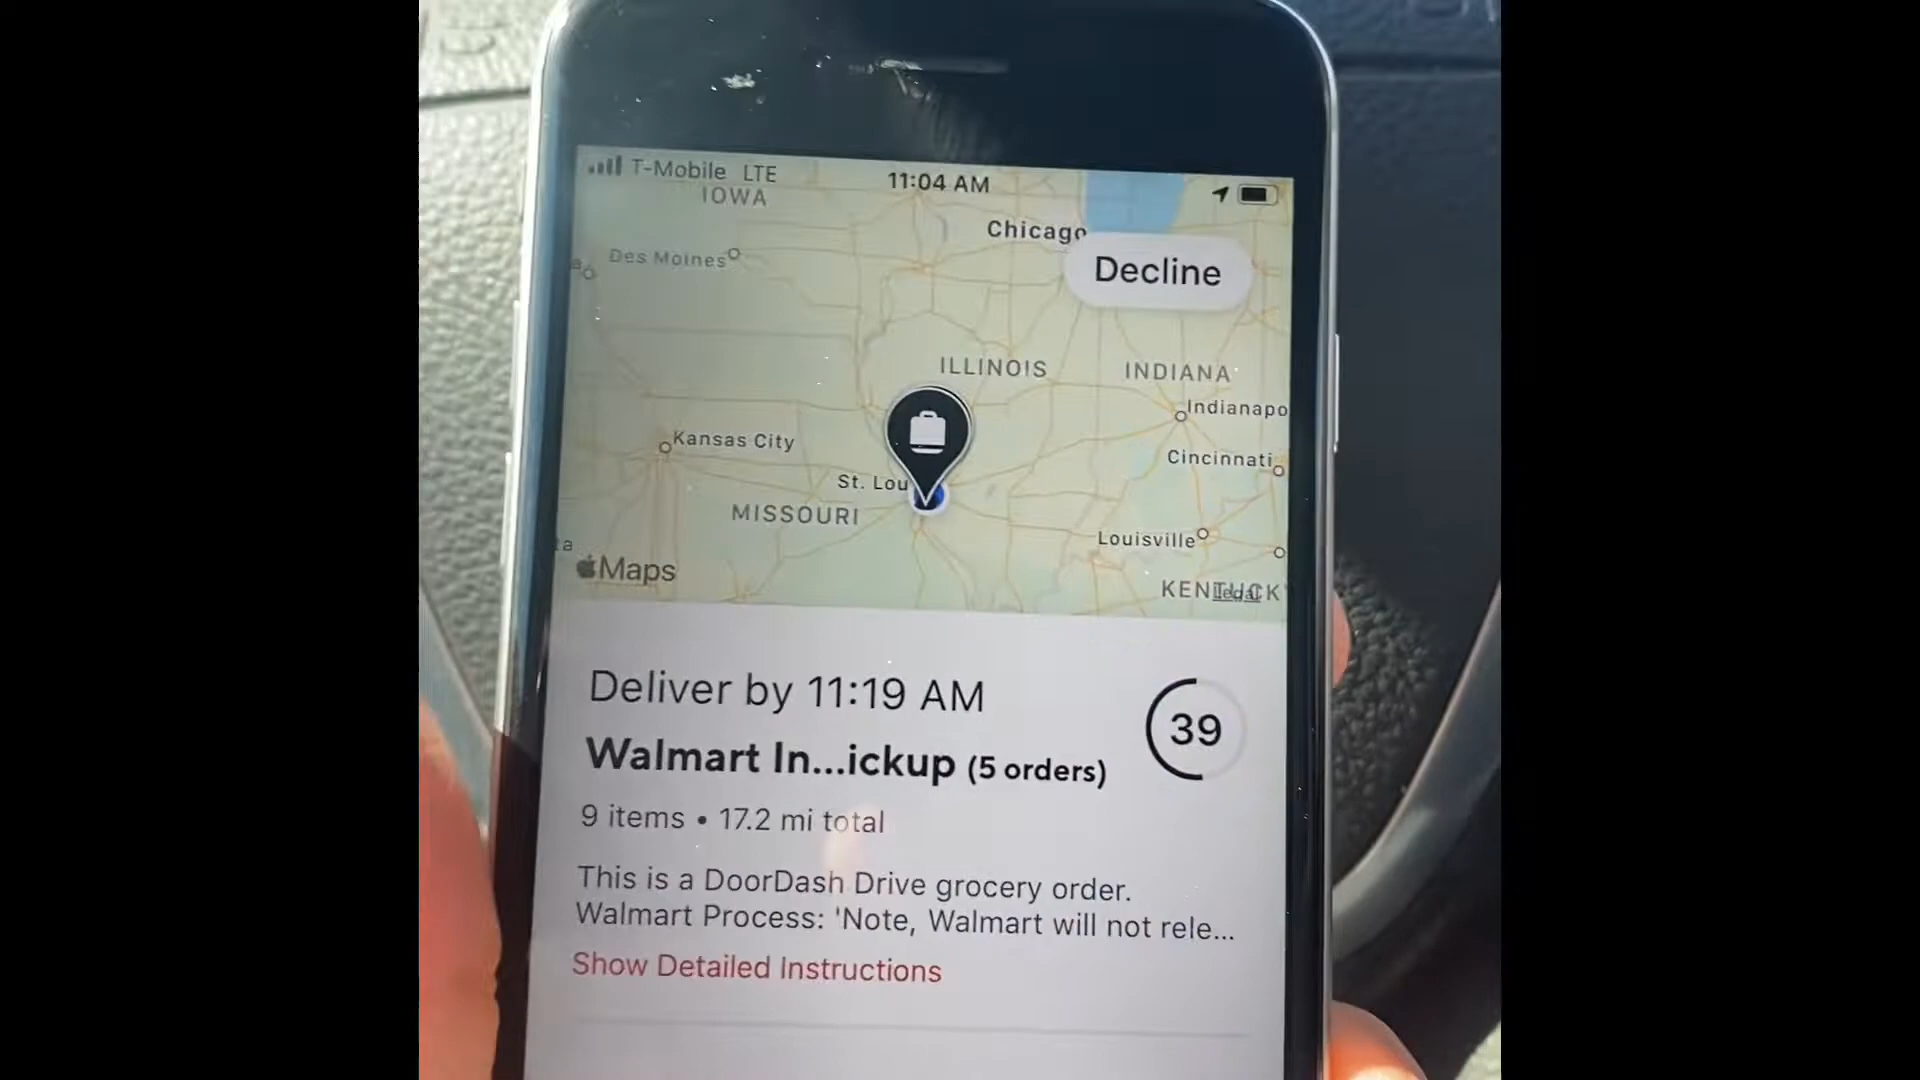 T-Mobile LTE
11:04 AM
IOWA
Chicago
Des Moines
Decline
ILLINOIS
INDIANA
Indianapo
Kansas City
Cincinnati
St. Lou
MISSOURI
Louisville
Maps
KENTUCK
Deliver by 11:19 AM
39
Walmart In...ickup (5 orders)
9 items • 17.2 mi total
This is a DoorDash Drive grocery order.
Walmart Process: 'Note, Walmart will not rele...
Show Detailed Instructions